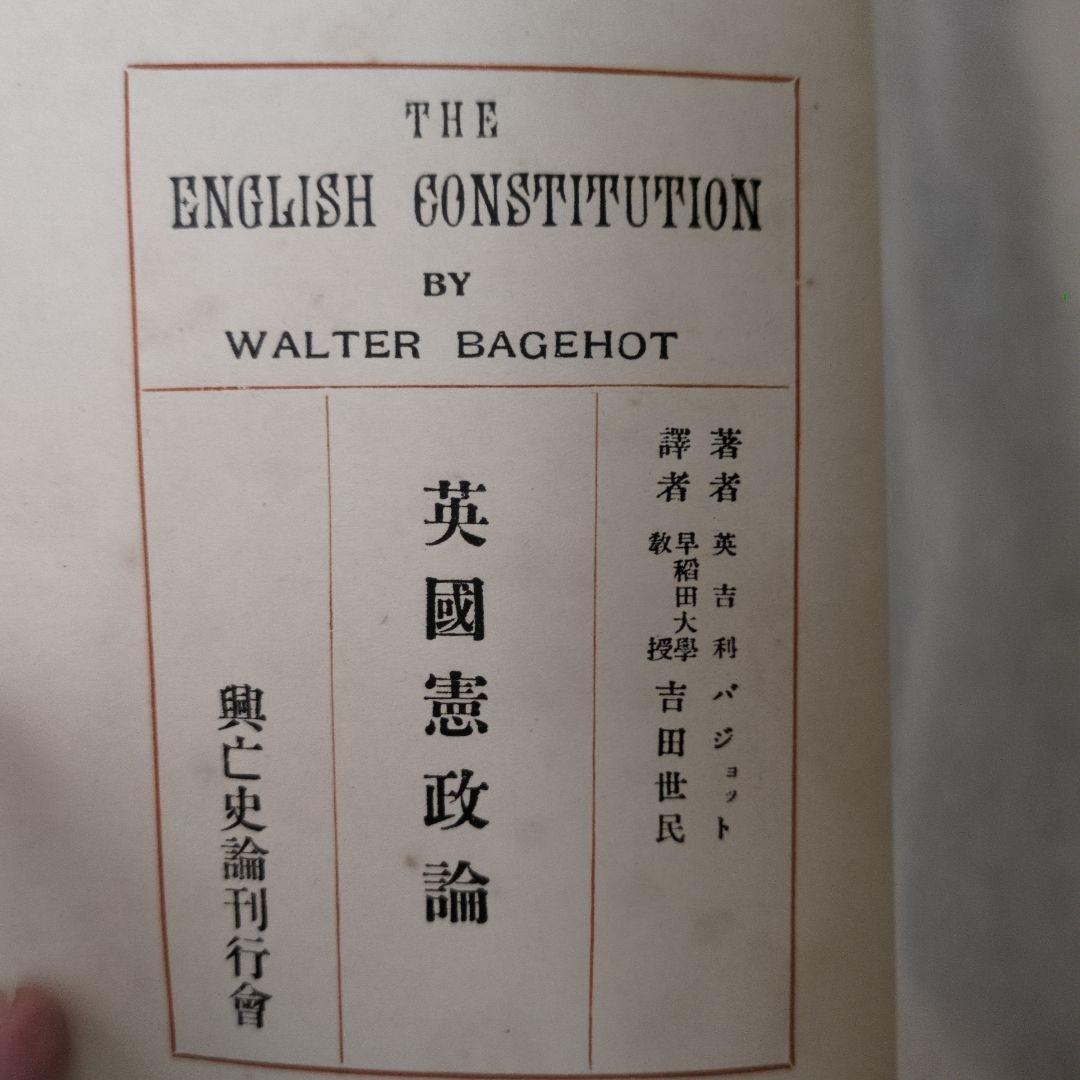 THE
ENGLISH CONSTITUTION
BY
WALTER BAGEHOT
著者 英吉利 バジョット
譯者 早稻田大學教授 吉田世民
英國憲政論
興亡史論刊行會